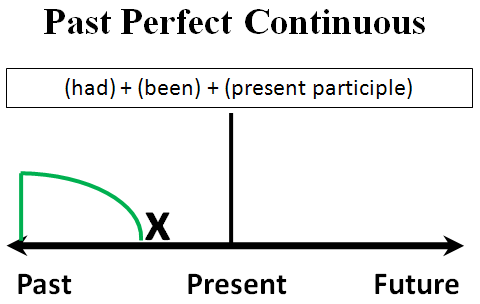 Past Perfect Continuous
(had) + (been) + (present participle)
X
Past Present Future